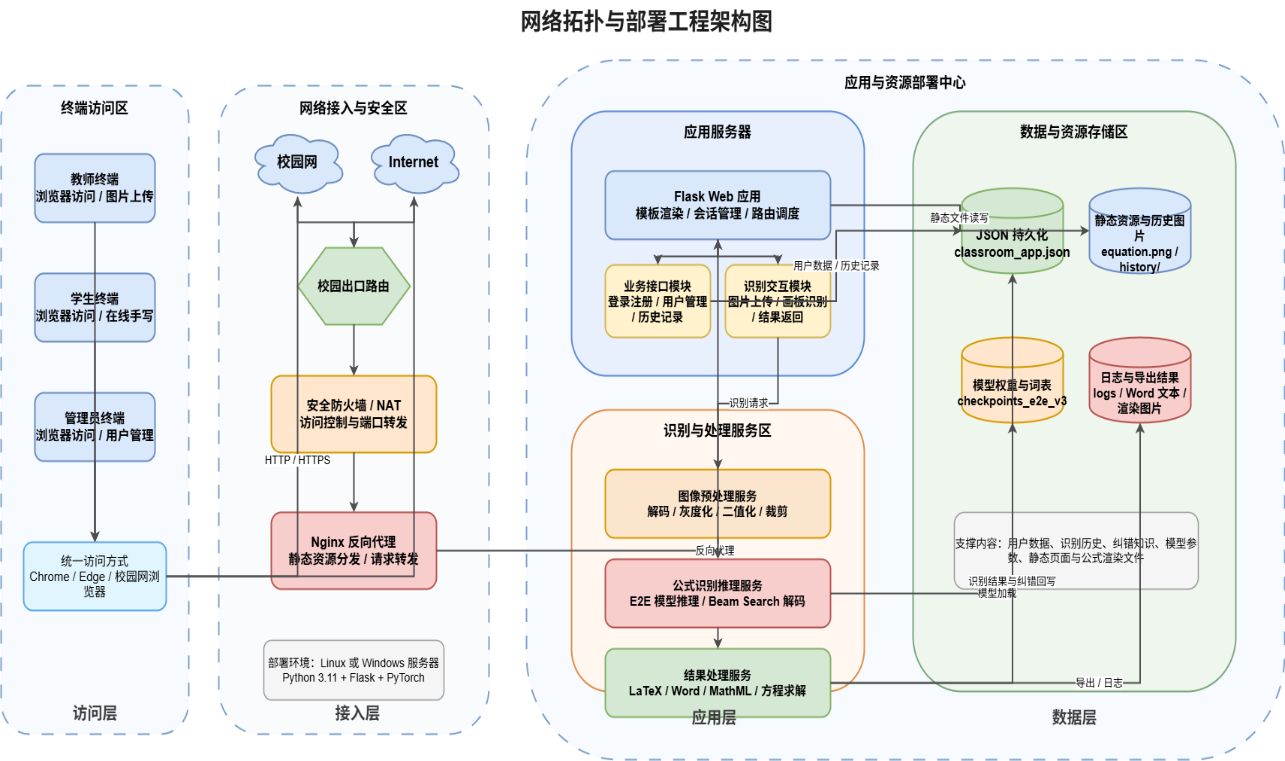 网络拓扑与部署工程架构图
终端访问区
教师终端
浏览器访问 / 图片上传
学生终端
浏览器访问 / 在线手写
管理员终端
浏览器访问 / 用户管理
统一访问方式
Chrome / Edge / 校园网浏
览器
访问层
网络接入与安全区
校园网
Internet
校园出口路由
安全防火墙 / NAT
访问控制与端口转发
HTTP / HTTPS
Nginx 反向代理
静态资源分发 / 请求转发
部署环境：Linux 或 Windows 服务器
Python 3.11 + Flask + PyTorch
接入层
应用与资源部署中心
应用服务器
Flask Web 应用
模板渲染 / 会话管理 / 路由调度
业务接口模块
登录注册 / 用户管理
/ 历史记录
识别交互模块
图片上传 / 画板识别
/ 结果返回
静态文件读写
用户数据 / 历史记录
识别请求
识别与处理服务区
图像预处理服务
解码 / 灰度化 / 二值化 / 裁剪
反向代理
公式识别推理服务
E2E 模型推理 / Beam Search 解码
结果处理服务
LaTeX / Word / MathML / 方程求解
应用层
数据与资源存储区
JSON 持久化
classroom_app.json
静态资源与历史图
片
equation.png /
history/
模型权重与词表
checkpoints_e2e_v3
日志与导出结果
logs / Word 文本 /
渲染图片
支撑内容：用户数据、识别历史、纠错知识、模型参
数、静态页面与公式渲染文件
识别结果与纠错回写
模型加载
导出 / 日志
数据层